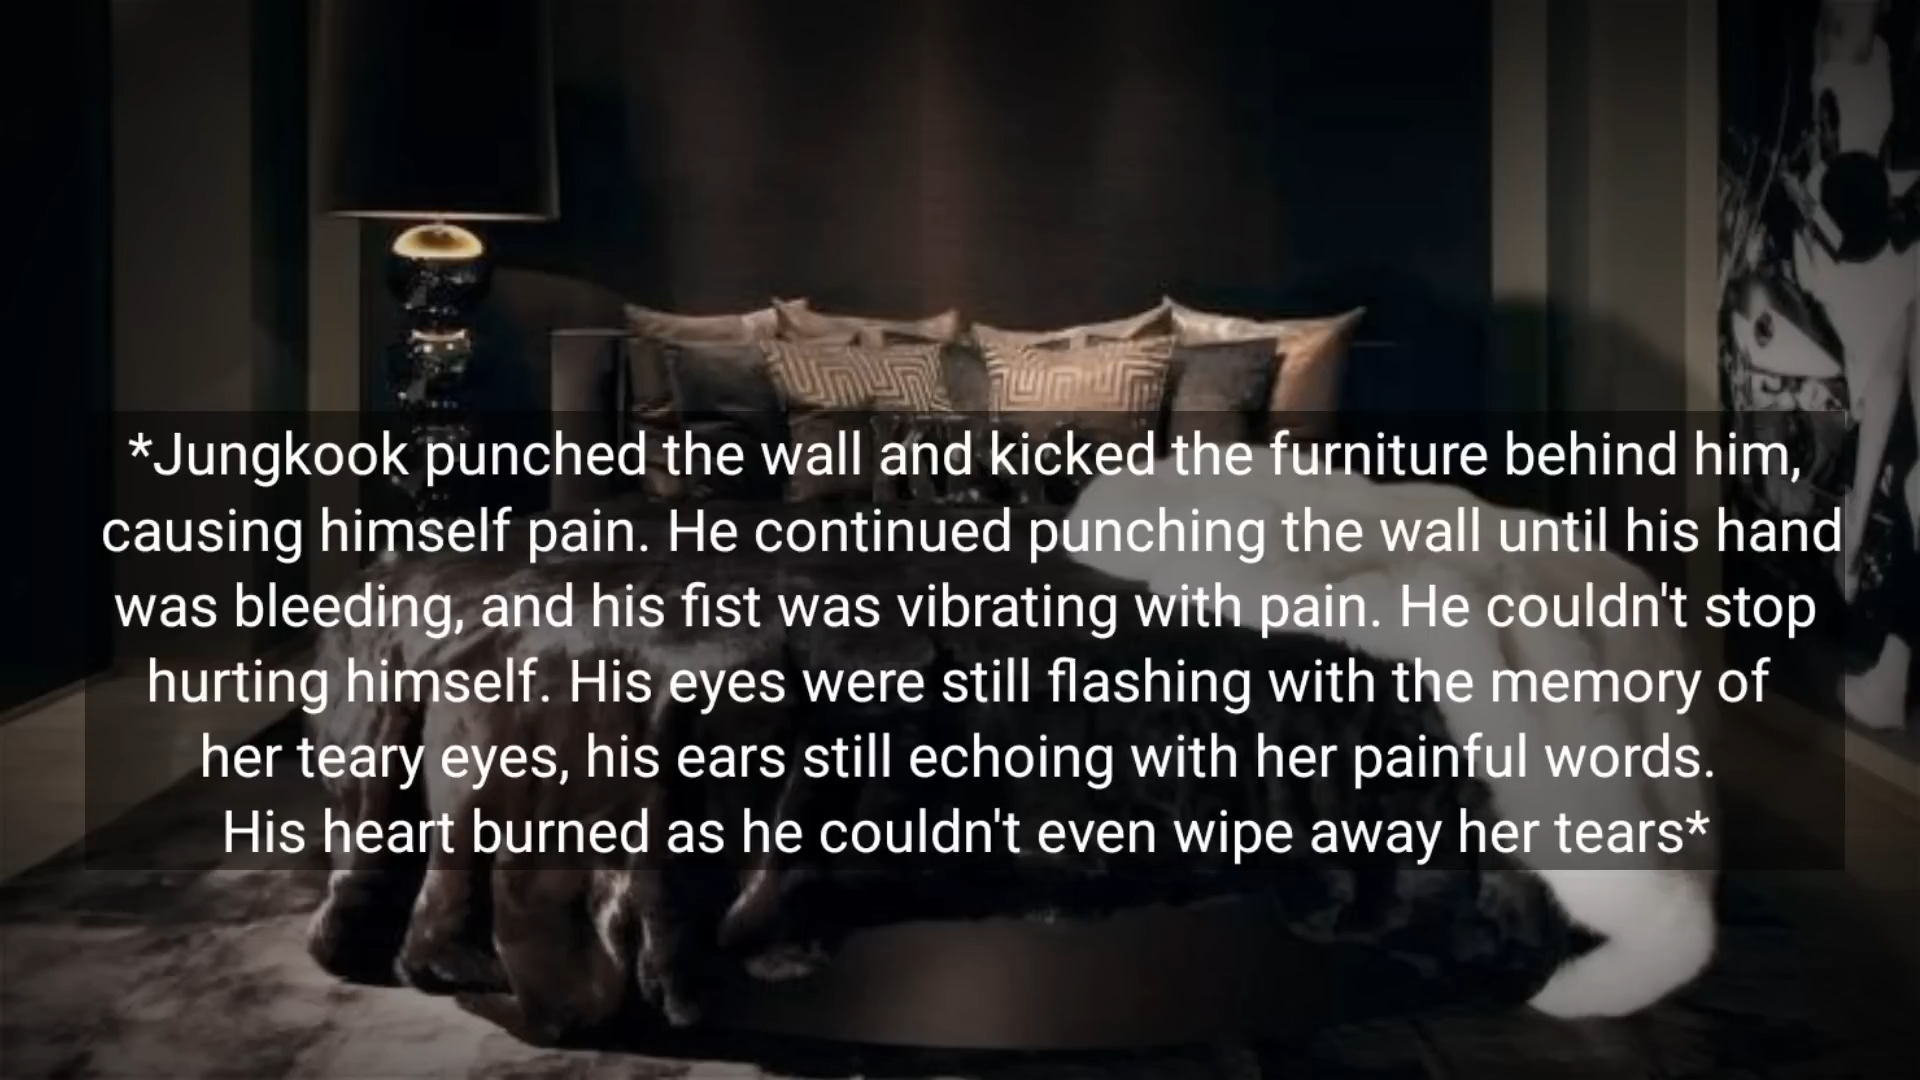 *Jungkook punched the wall and kicked the furniture behind him,
causing himself pain. He continued punching the wall until his hand
was bleeding, and his fist was vibrating with pain. He couldn't stop
hurting himself. His eyes were still flashing with the memory of
her teary eyes, his ears still echoing with her painful words.
His heart burned as he couldn't even wipe away her tears*